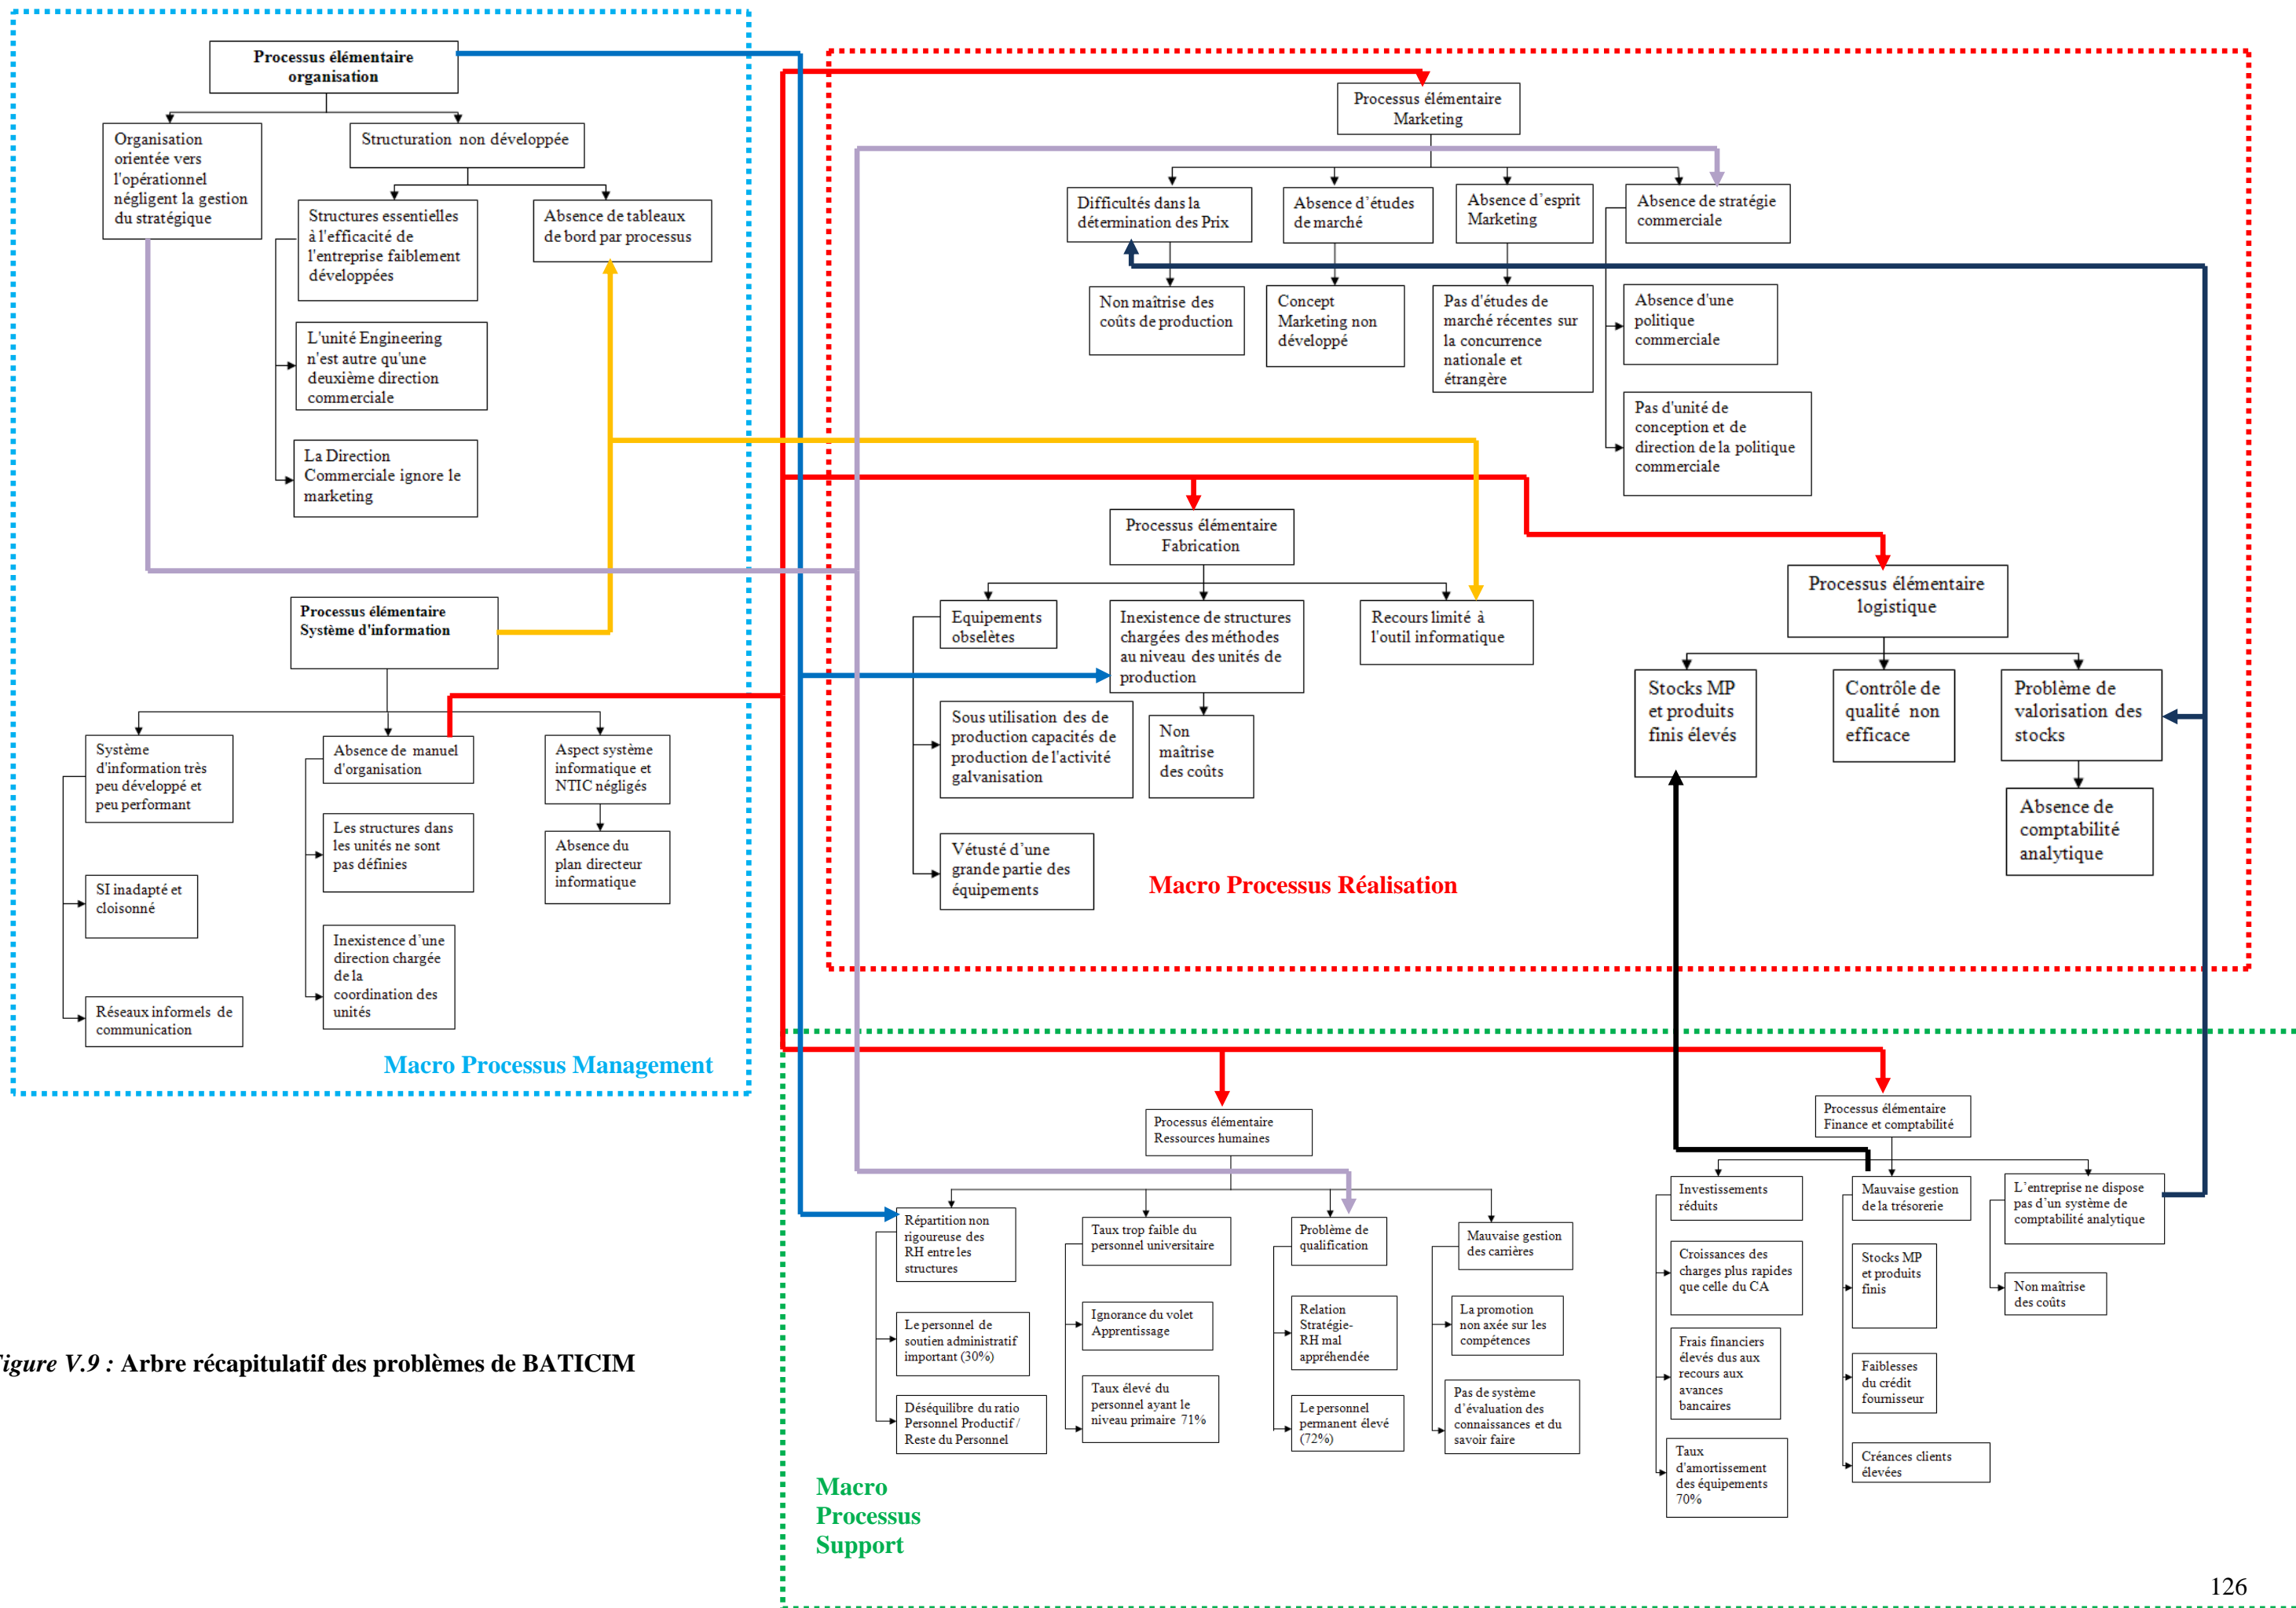 Processus élémentaire
organisation
Organisation
orientée vers
l'opérationnel
négligent la gestion
du stratégique
Structuration non développée
Structures essentielles
à l'efficacité de
l'entreprise faiblement
développées
Absence de tableaux
de bord par processus
L'unité Engineering
n'est autre qu'une
deuxième direction
commerciale
La Direction
Commerciale ignore le
marketing
Processus élémentaire
Système d'information
Système
d'information très
peu développé et
peu performant
Absence de manuel
d'organisation
Aspect système
informatique et
NTIC négligés
Les structures dans
les unités ne sont
pas définies
Absence du
plan directeur
informatique
SI inadapté et
cloisonné
Inexistence d’une
direction chargée
de la
coordination des
unités
Réseaux informels de
communication
Macro Processus Management
Processus élémentaire
Marketing
Difficultés dans la
détermination des Prix
Absence d’études
de marché
Absence d’esprit
Marketing
Absence de stratégie
commerciale
Non maîtrise des
coûts de production
Concept
Marketing non
développé
Pas d'études de
marché récentes sur
la concurrence
nationale et
étrangère
Absence d'une
politique
commerciale
Pas d'unité de
conception et de
direction de la politique
commerciale
Processus élémentaire
Fabrication
Equipements
obselètes
Inexistence de structures
chargées des méthodes
au niveau des unités de
production
Recours limité à
l'outil informatique
Sous utilisation des de
production capacités de
production de l'activité
galvanisation
Non
maîtrise
des coûts
Vétusté d’une
grande partie des
équipements
Processus élémentaire
logistique
Stocks MP
et produits
finis élevés
Contrôle de
qualité non
efficace
Problème de
valorisation des
stocks
Absence de
comptabilité
analytique
Macro Processus Réalisation
Processus élémentaire
Ressources humaines
Répartition non
rigoureuse des
RH entre les
structures
Taux trop faible du
personnel universitaire
Problème de
qualification
Mauvaise gestion
des carrières
Le personnel de
soutien administratif
important (30%)
Ignorance du volet
Apprentissage
Relation
Stratégie-
RH mal
appréhendée
La promotion
non axée sur les
compétences
Déséquilibre du ratio
Personnel Productif /
Reste du Personnel
Taux élevé du
personnel ayant le
niveau primaire 71%
Le personnel
permanent élevé
(72%)
Pas de système
d’évaluation des
connaissances et du
savoir faire
Processus élémentaire
Finance et comptabilité
Investissements
réduits
Mauvaise gestion
de la trésorerie
L’entreprise ne dispose
pas d’un système de
comptabilité analytique
Croissances des
charges plus rapides
que celle du CA
Stocks MP
et produits
finis
Non maîtrise
des coûts
Frais financiers
élevés dus aux
recours aux
avances
bancaires
Faiblesses
du crédit
fournisseur
Taux
d'amortissement
des équipements
70%
Créances clients
élevées
Macro
Processus
Support
igure V.9 : Arbre récapitulatif des problèmes de BATICIM
126